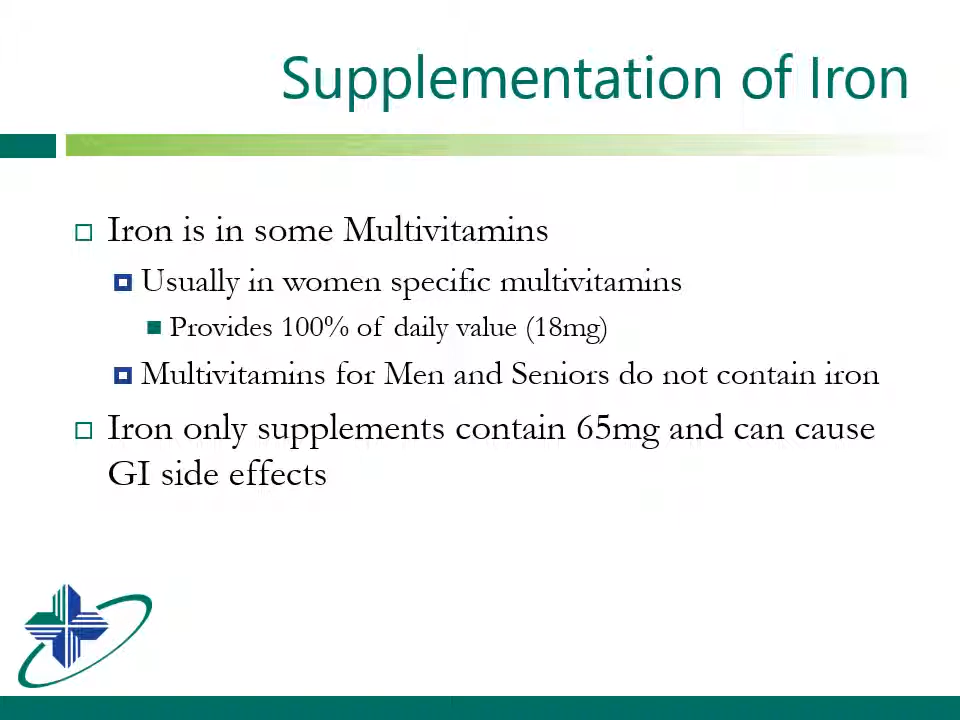 Supplementation of Iron
Iron is in some Multivitamins
Usually in women specific multivitamins
Provides 100% of daily value (18mg)
Multivitamins for Men and Seniors do not contain iron
Iron only supplements contain 65mg and can cause
GI side effects